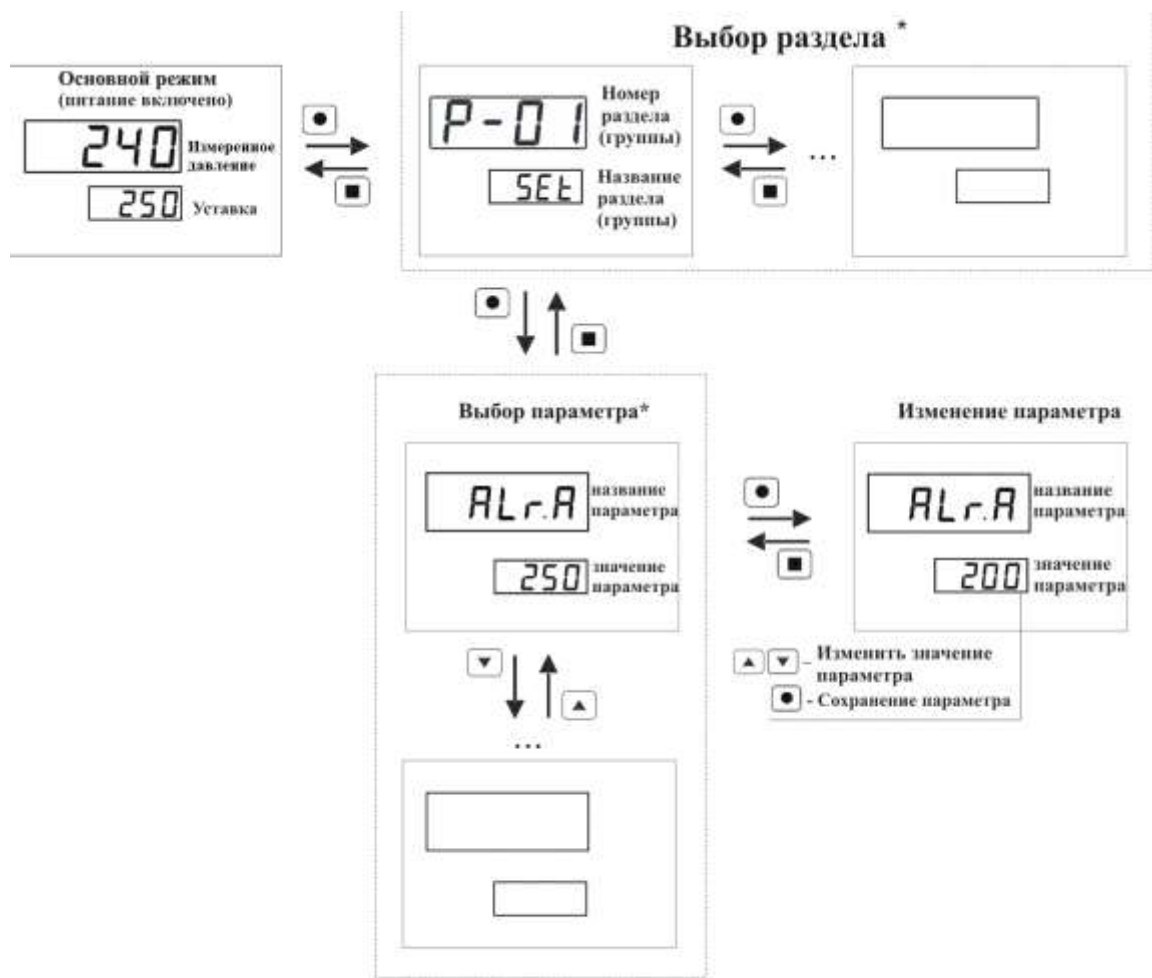 Выбор раздела *
Основной режим
(питание включено)
240
Измеренное
давление
250
Уставка
P-01
Номер
раздела
(группы)
SEt
Название
раздела
(группы)
...
Выбор параметра*
ALr.A
название
параметра
250
значение
параметра
...
Изменение параметра
ALr.A
название
параметра
200
значение
параметра
– Изменить значение
параметра
- Сохранение параметра